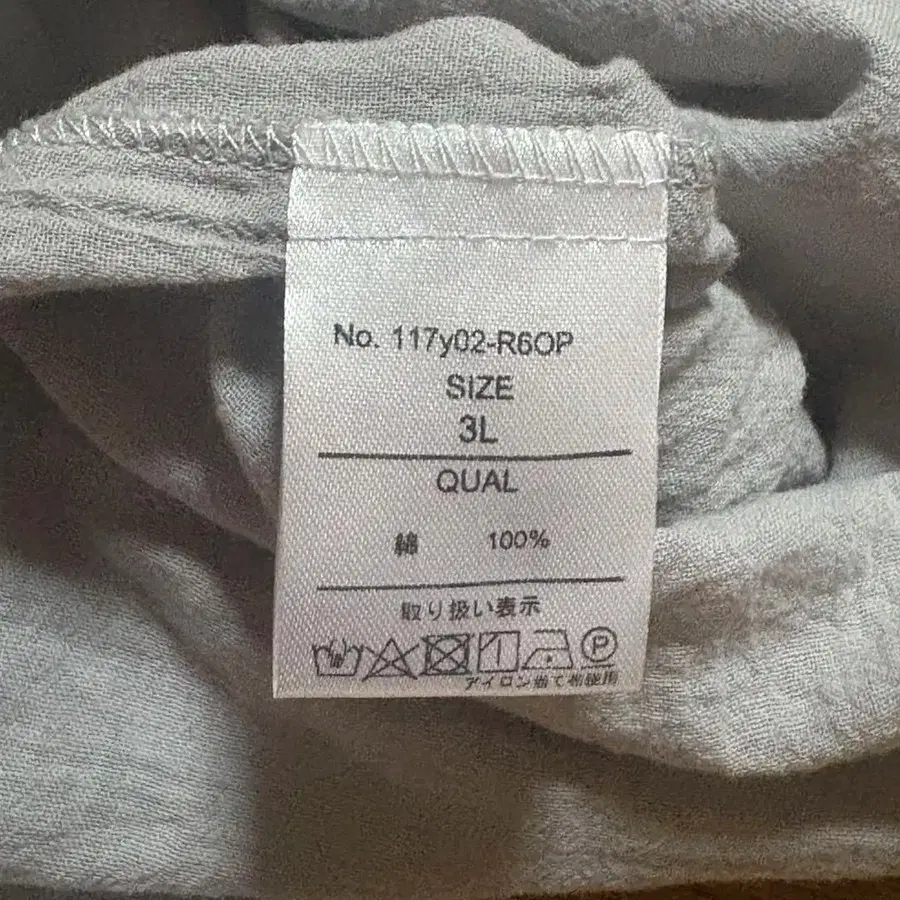 No. 117y02-R6OP
SIZE
3L
QUAL
綿 100%
取り扱い表示
P
アイロン当て布使用